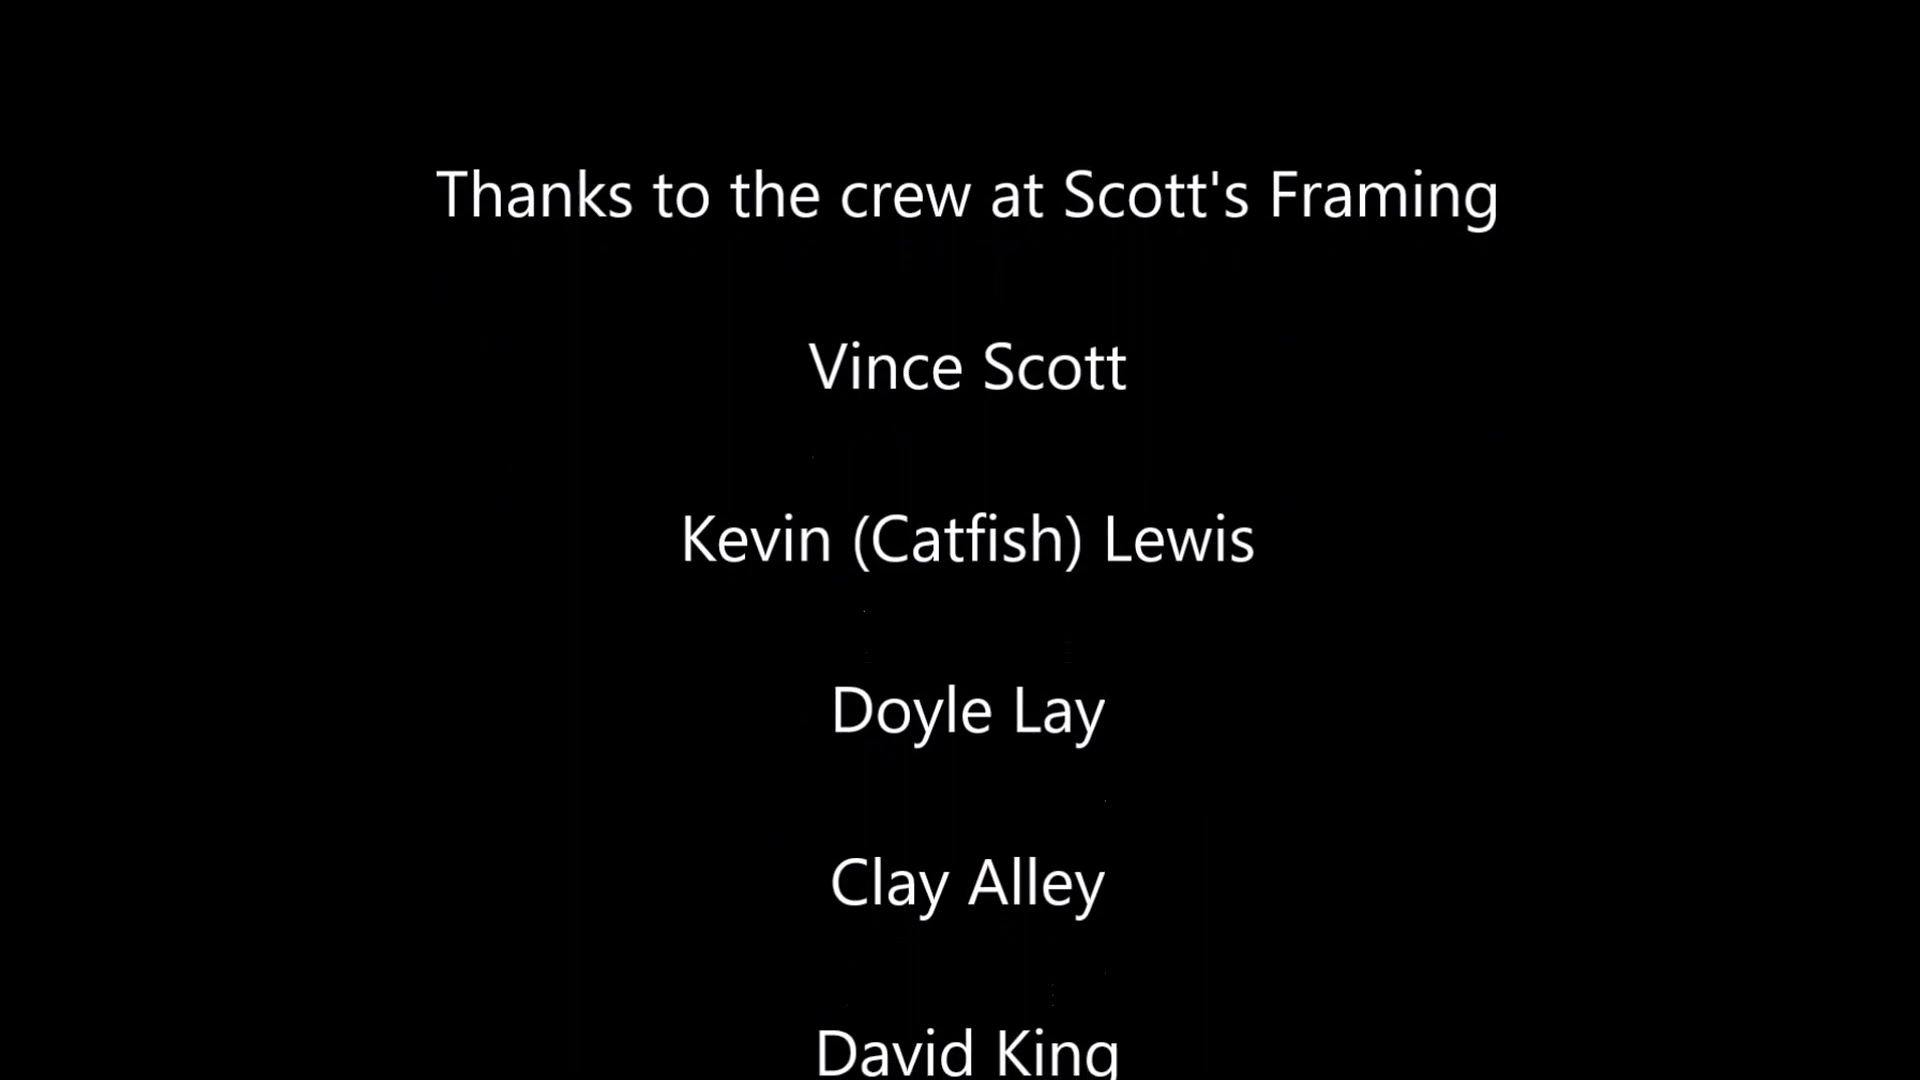 Thanks to the crew at Scott's Framing
Vince Scott
Kevin (Catfish) Lewis
Doyle Lay
Clay Alley
David King